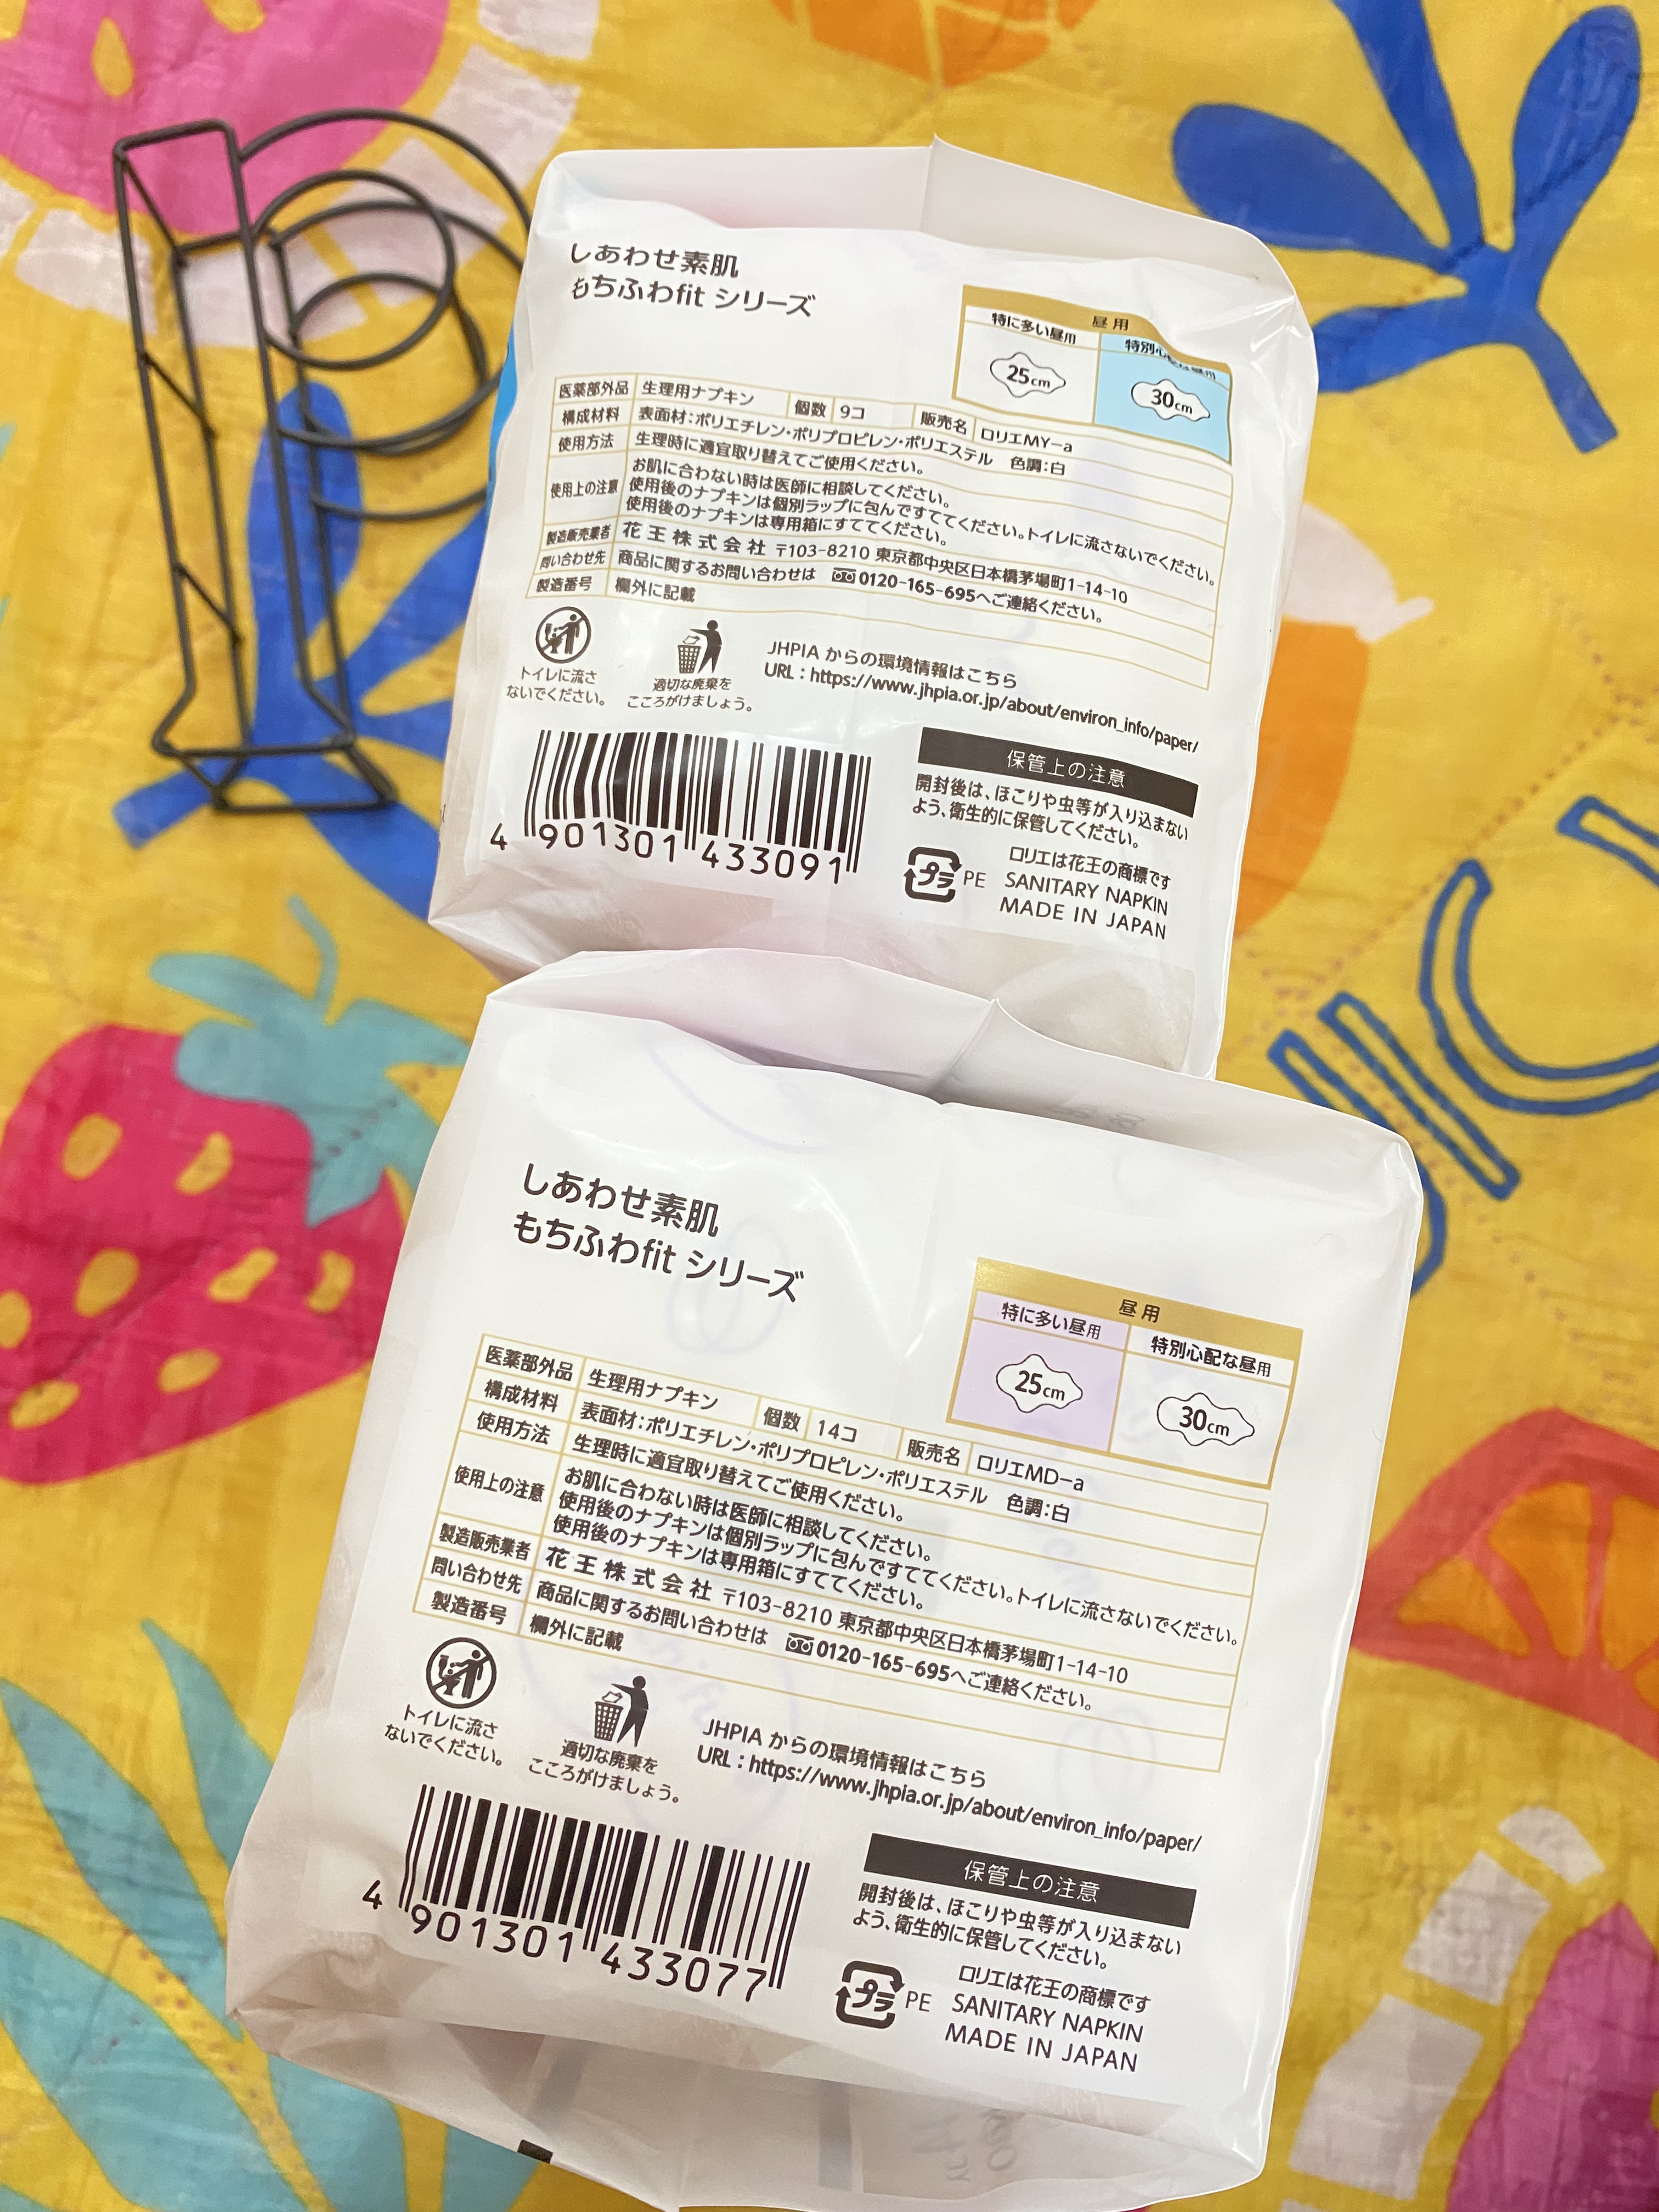 しあわせ素肌
もちふわfit シリーズ
昼用
特に多い昼用 特別心配な昼用
25cm 30cm
医薬部外品 生理用ナプキン 個数 9コ 販売名 ロリエMY-a
構成材料 表面材:ポリエチレン・ポリプロピレン・ポリエステル 色調:白
使用方法 生理時に適宜取り替えてご使用ください。
使用上の注意 お肌に合わない時は医師に相談してください。
使用後のナプキンは個別ラップに包んですててください。トイレに流さないでください。
使用後のナプキンは専用箱にすててください。
製造販売業者 花王株式会社 〒103-8210 東京都中央区日本橋茅場町1-14-10
問い合わせ先 商品に関するお問い合わせは 0120-165-695へご連絡ください。
製造番号 欄外に記載
トイレに流さ
ないでください。
適切な廃棄を
こころがけましょう。
JHPIA からの環境情報はこちら
URL : https://www.jhpia.or.jp/about/environ_info/paper/
保管上の注意
開封後は、ほこりや虫等が入り込まない
よう、衛生的に保管してください。
4 901301 433091
プラ PE
ロリエは花王の商標です
SANITARY NAPKIN
MADE IN JAPAN
しあわせ素肌
もちふわfit シリーズ
昼用
特に多い昼用 特別心配な昼用
25cm 30cm
医薬部外品 生理用ナプキン 個数 14コ 販売名 ロリエMD-a
構成材料 表面材:ポリエチレン・ポリプロピレン・ポリエステル 色調:白
使用方法 生理時に適宜取り替えてご使用ください。
使用上の注意 お肌に合わない時は医師に相談してください。
使用後のナプキンは個別ラップに包んですててください。トイレに流さないでください。
使用後のナプキンは専用箱にすててください。
製造販売業者 花王株式会社 〒103-8210 東京都中央区日本橋茅場町1-14-10
問い合わせ先 商品に関するお問い合わせは 0120-165-695へご連絡ください。
製造番号 欄外に記載
トイレに流さ
ないでください。
適切な廃棄を
こころがけましょう。
JHPIA からの環境情報はこちら
URL : https://www.jhpia.or.jp/about/environ_info/paper/
保管上の注意
開封後は、ほこりや虫等が入り込まない
よう、衛生的に保管してください。
4 901301 433077
プラ PE
ロリエは花王の商標です
SANITARY NAPKIN
MADE IN JAPAN